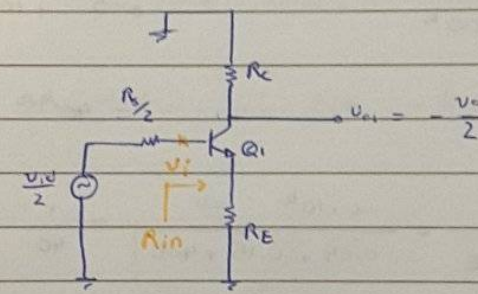 Rc
Rs/2
vo1 = - vo/2
Q1
vid/2
vi
Rin
RE